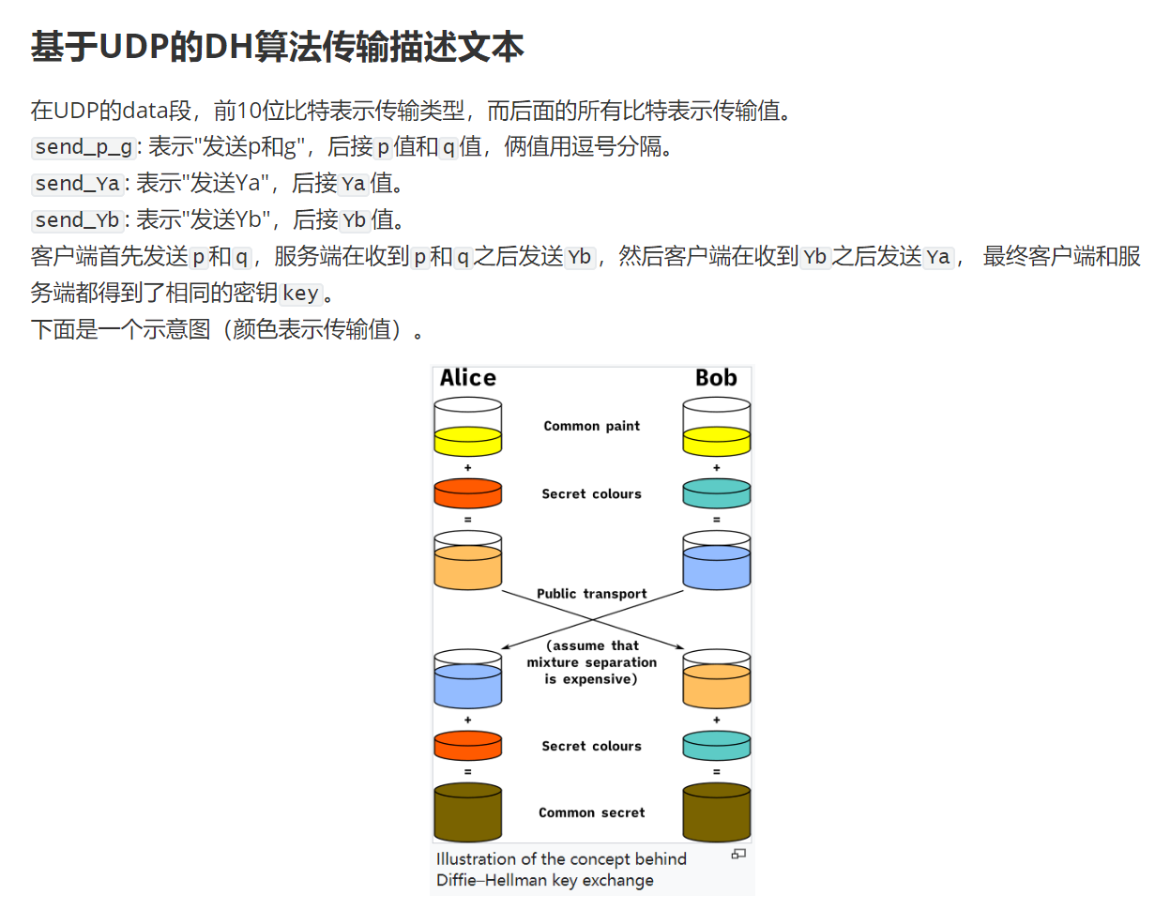 基于UDP的DH算法传输描述文本
在UDP的data段，前10位比特表示传输类型，而后面的所有比特表示传输值。
send_p_g: 表示"发送p和g"，后接p值和q值，俩值用逗号分隔。
send_Ya: 表示"发送Ya"，后接Ya值。
send_Yb: 表示"发送Yb"，后接Yb值。
客户端首先发送p和q，服务端在收到p和q之后发送Yb，然后客户端在收到Yb之后发送Ya， 最终客户端和服
务端都得到了相同的密钥key。
下面是一个示意图（颜色表示传输值）。
Alice Bob
Common paint
+ +
Secret colours
= =
Public transport
(assume that
mixture separation
is expensive)
+ +
Secret colours
= =
Common secret
Illustration of the concept behind
Diffie–Hellman key exchange